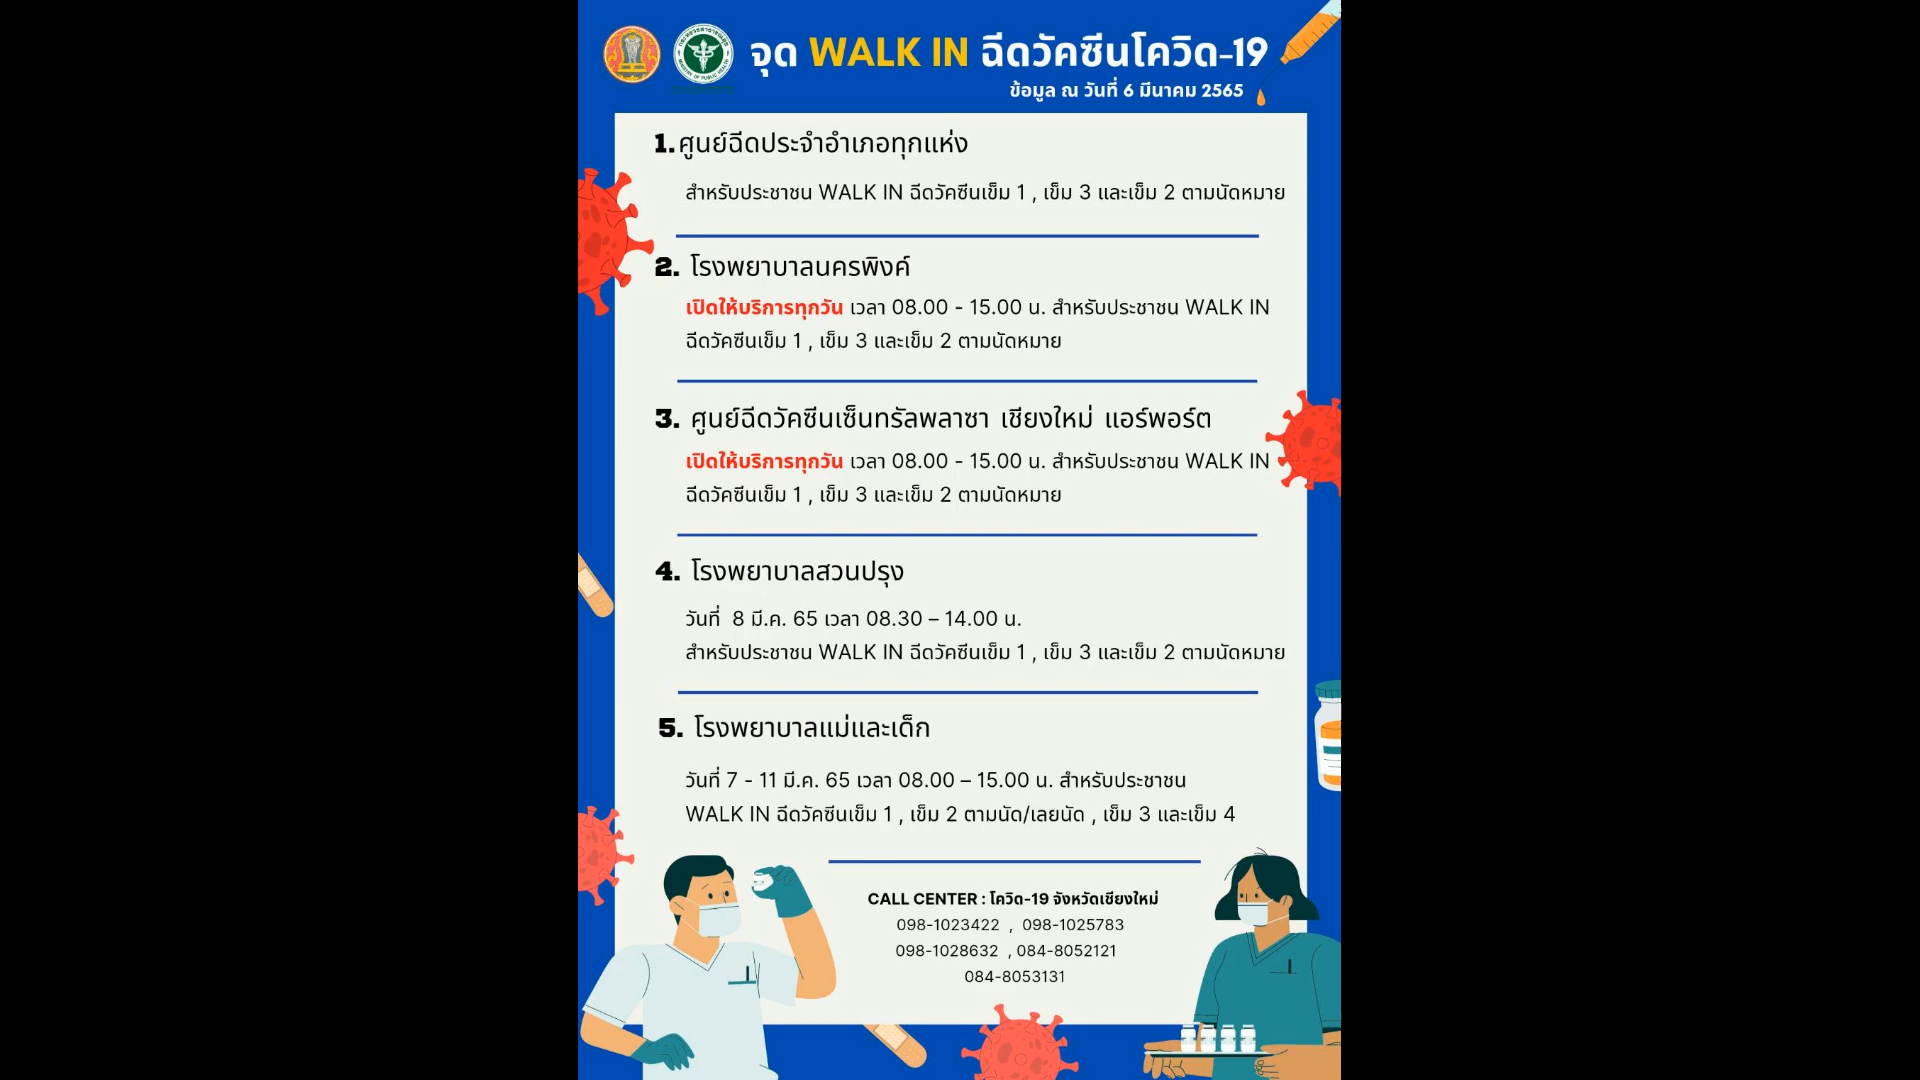 จุด WALK IN ฉีดวัคซีนโควิด-19
ข้อมูล ณ วันที่ 6 มีนาคม 2565
1. ศูนย์ฉีดประจำอำเภอทุกแห่ง
สำหรับประชาชน WALK IN ฉีดวัคซีนเข็ม 1 , เข็ม 3 และเข็ม 2 ตามนัดหมาย
2. โรงพยาบาลนครพิงค์
เปิดให้บริการทุกวัน เวลา 08.00 - 15.00 น. สำหรับประชาชน WALK IN
ฉีดวัคซีนเข็ม 1 , เข็ม 3 และเข็ม 2 ตามนัดหมาย
3. ศูนย์ฉีดวัคซีนเซ็นทรัลพลาซา เชียงใหม่ แอร์พอร์ต
เปิดให้บริการทุกวัน เวลา 08.00 - 15.00 น. สำหรับประชาชน WALK IN
ฉีดวัคซีนเข็ม 1 , เข็ม 3 และเข็ม 2 ตามนัดหมาย
4. โรงพยาบาลสวนปรุง
วันที่ 8 มี.ค. 65 เวลา 08.30 – 14.00 น.
สำหรับประชาชน WALK IN ฉีดวัคซีนเข็ม 1 , เข็ม 3 และเข็ม 2 ตามนัดหมาย
5. โรงพยาบาลแม่และเด็ก
วันที่ 7 - 11 มี.ค. 65 เวลา 08.00 – 15.00 น. สำหรับประชาชน
WALK IN ฉีดวัคซีนเข็ม 1 , เข็ม 2 ตามนัด/เลยนัด , เข็ม 3 และเข็ม 4
CALL CENTER : โควิด-19 จังหวัดเชียงใหม่
098-1023422 , 098-1025783
098-1028632 , 084-8052121
084-8053131